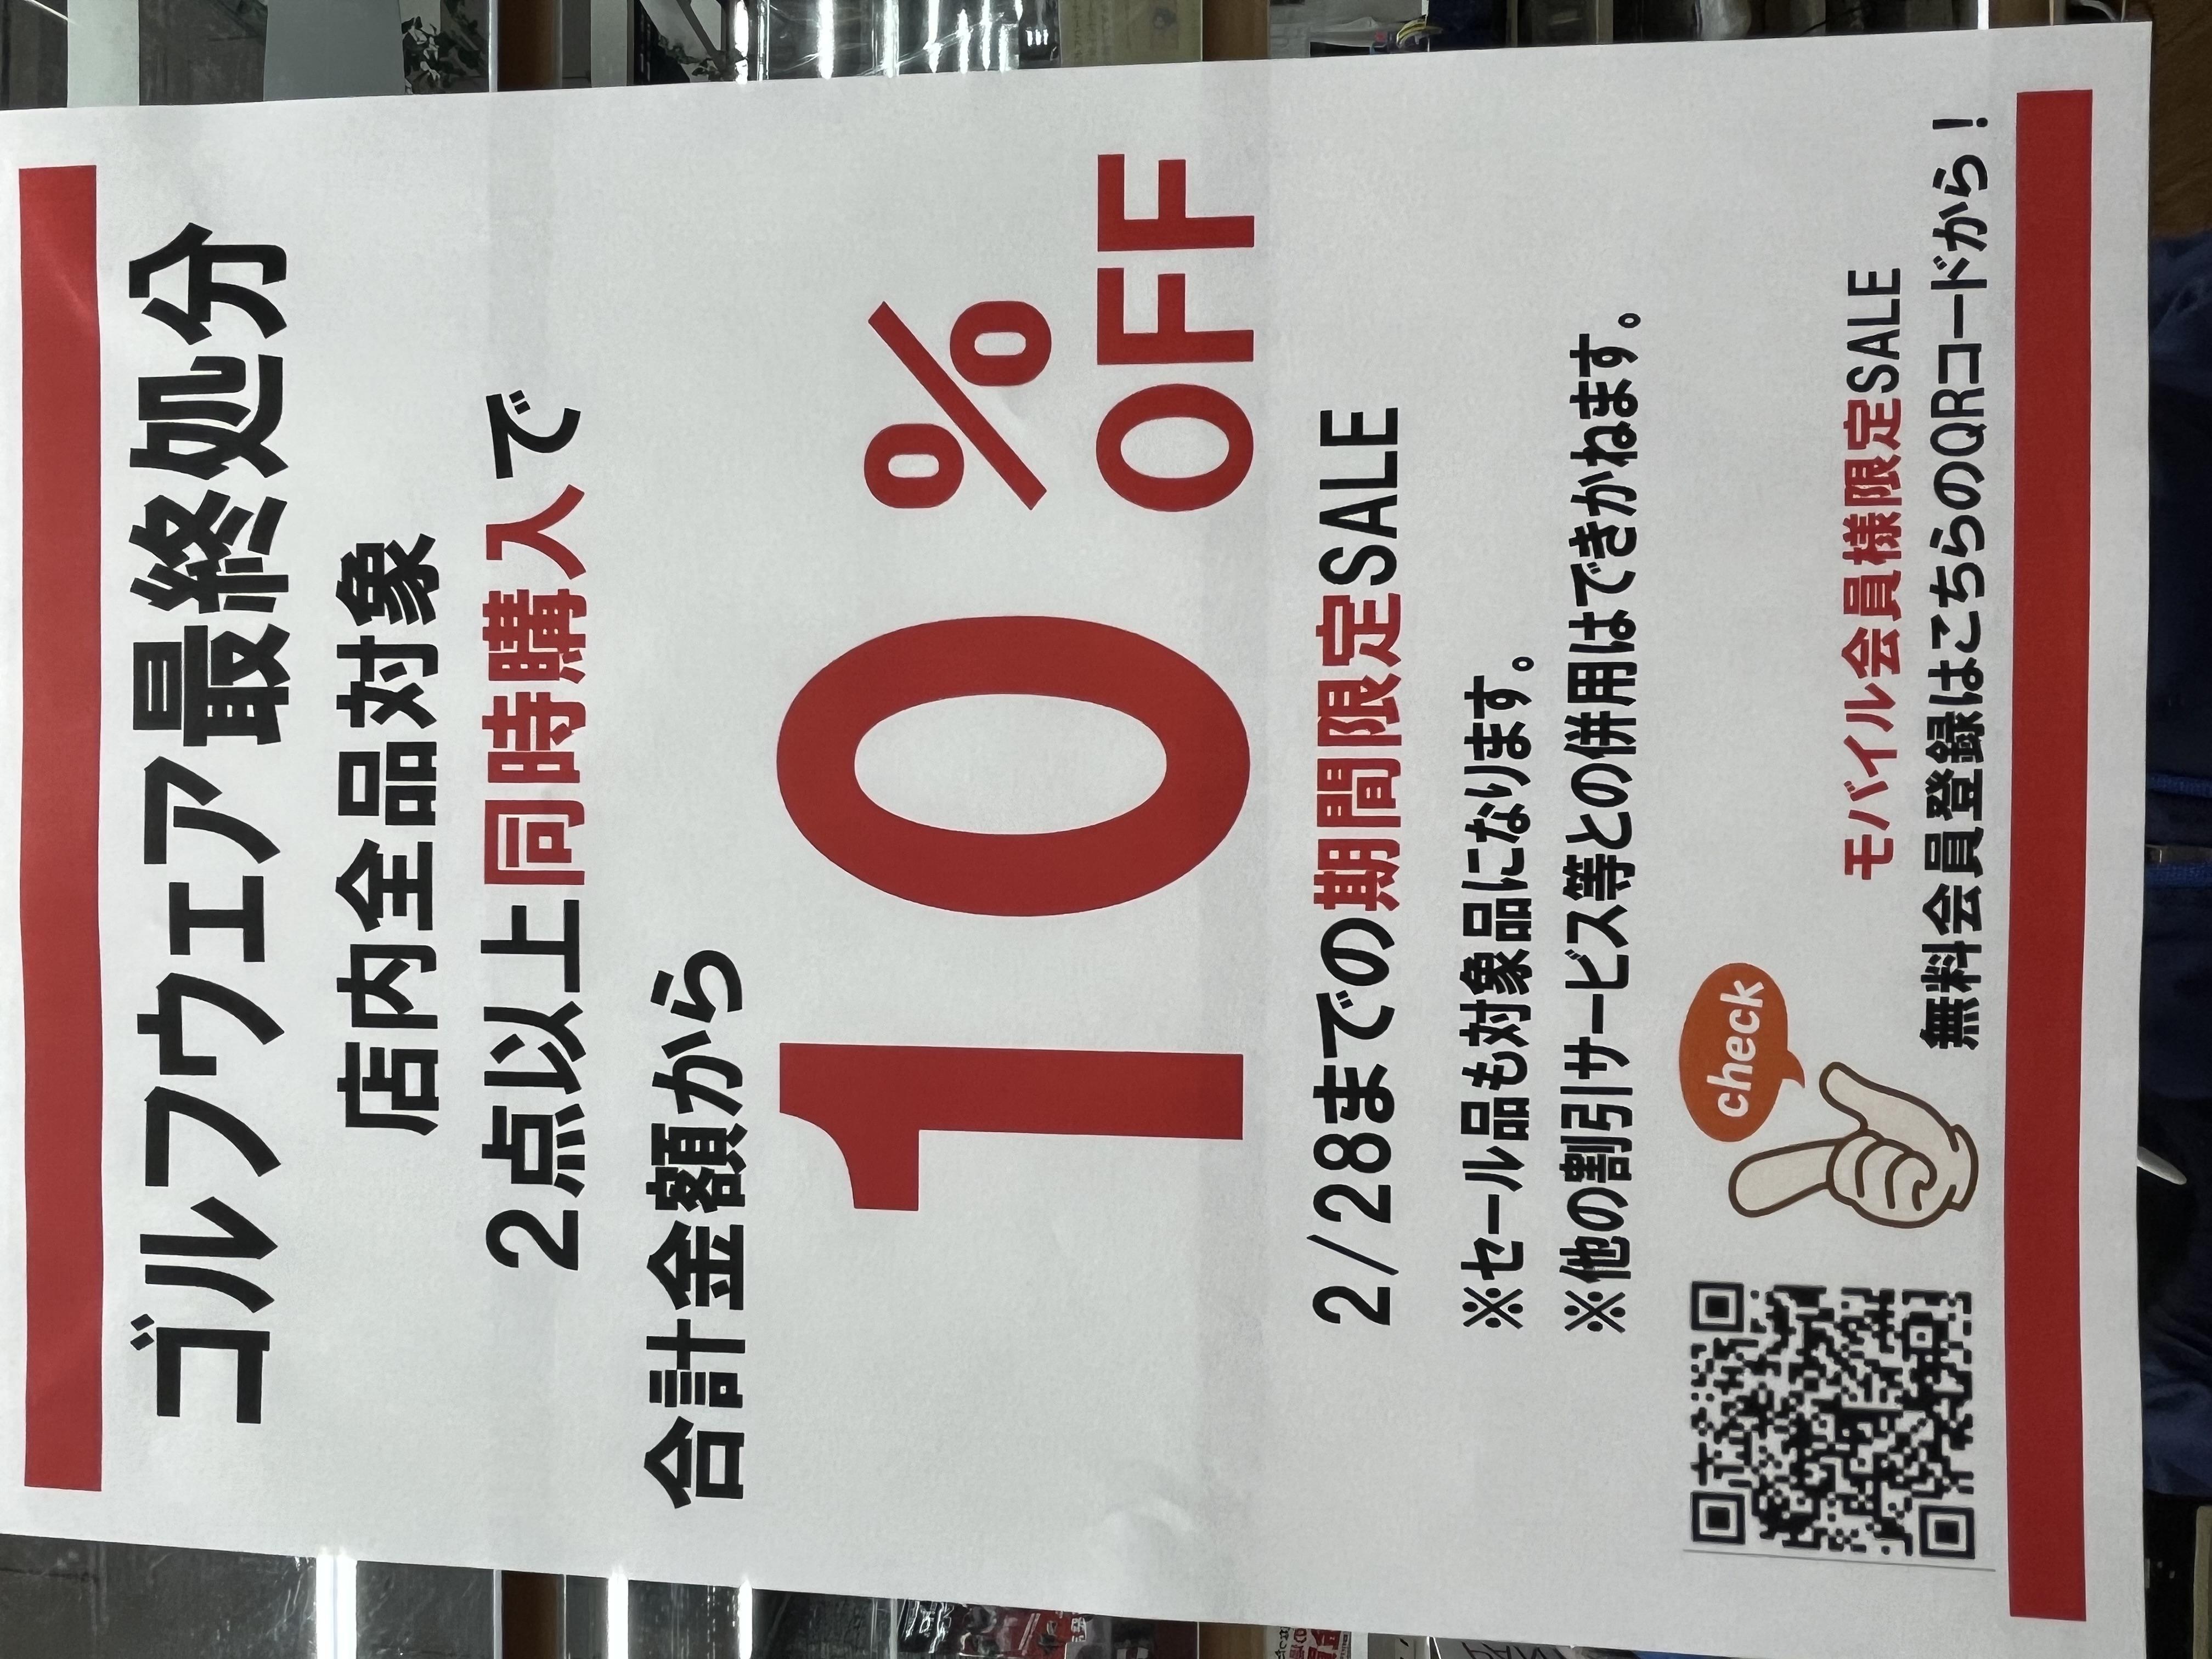 ゴルフウェア最終処分
店内全品対象
2点以上同時購入で
合計金額から
10%
OFF
2/28までの期間限定SALE
※セール品も対象品になります。
※他の割引サービス等との併用はできかねます。
check
モバイル会員様限定SALE
無料会員登録はこちらのQRコードから！